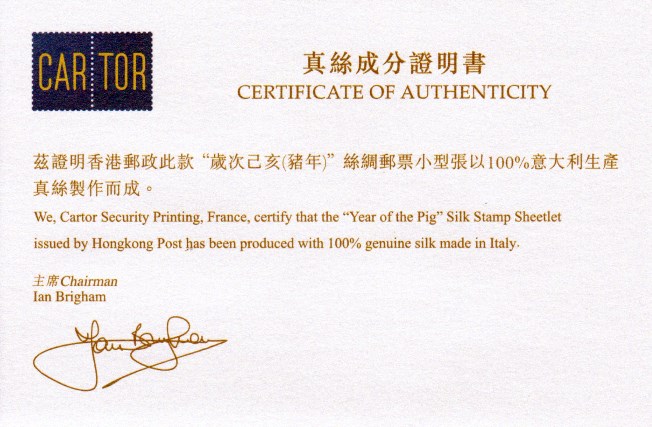 CARTOR
真絲成分證明書
CERTIFICATE OF AUTHENTICITY
茲證明香港郵政此款“歲次己亥(豬年)”絲綢郵票小型張以100%意大利生產
真絲製作而成。
We, Cartor Security Printing, France, certify that the “Year of the Pig” Silk Stamp Sheetlet
issued by Hongkong Post has been produced with 100% genuine silk made in Italy.
主席Chairman
Ian Brigham